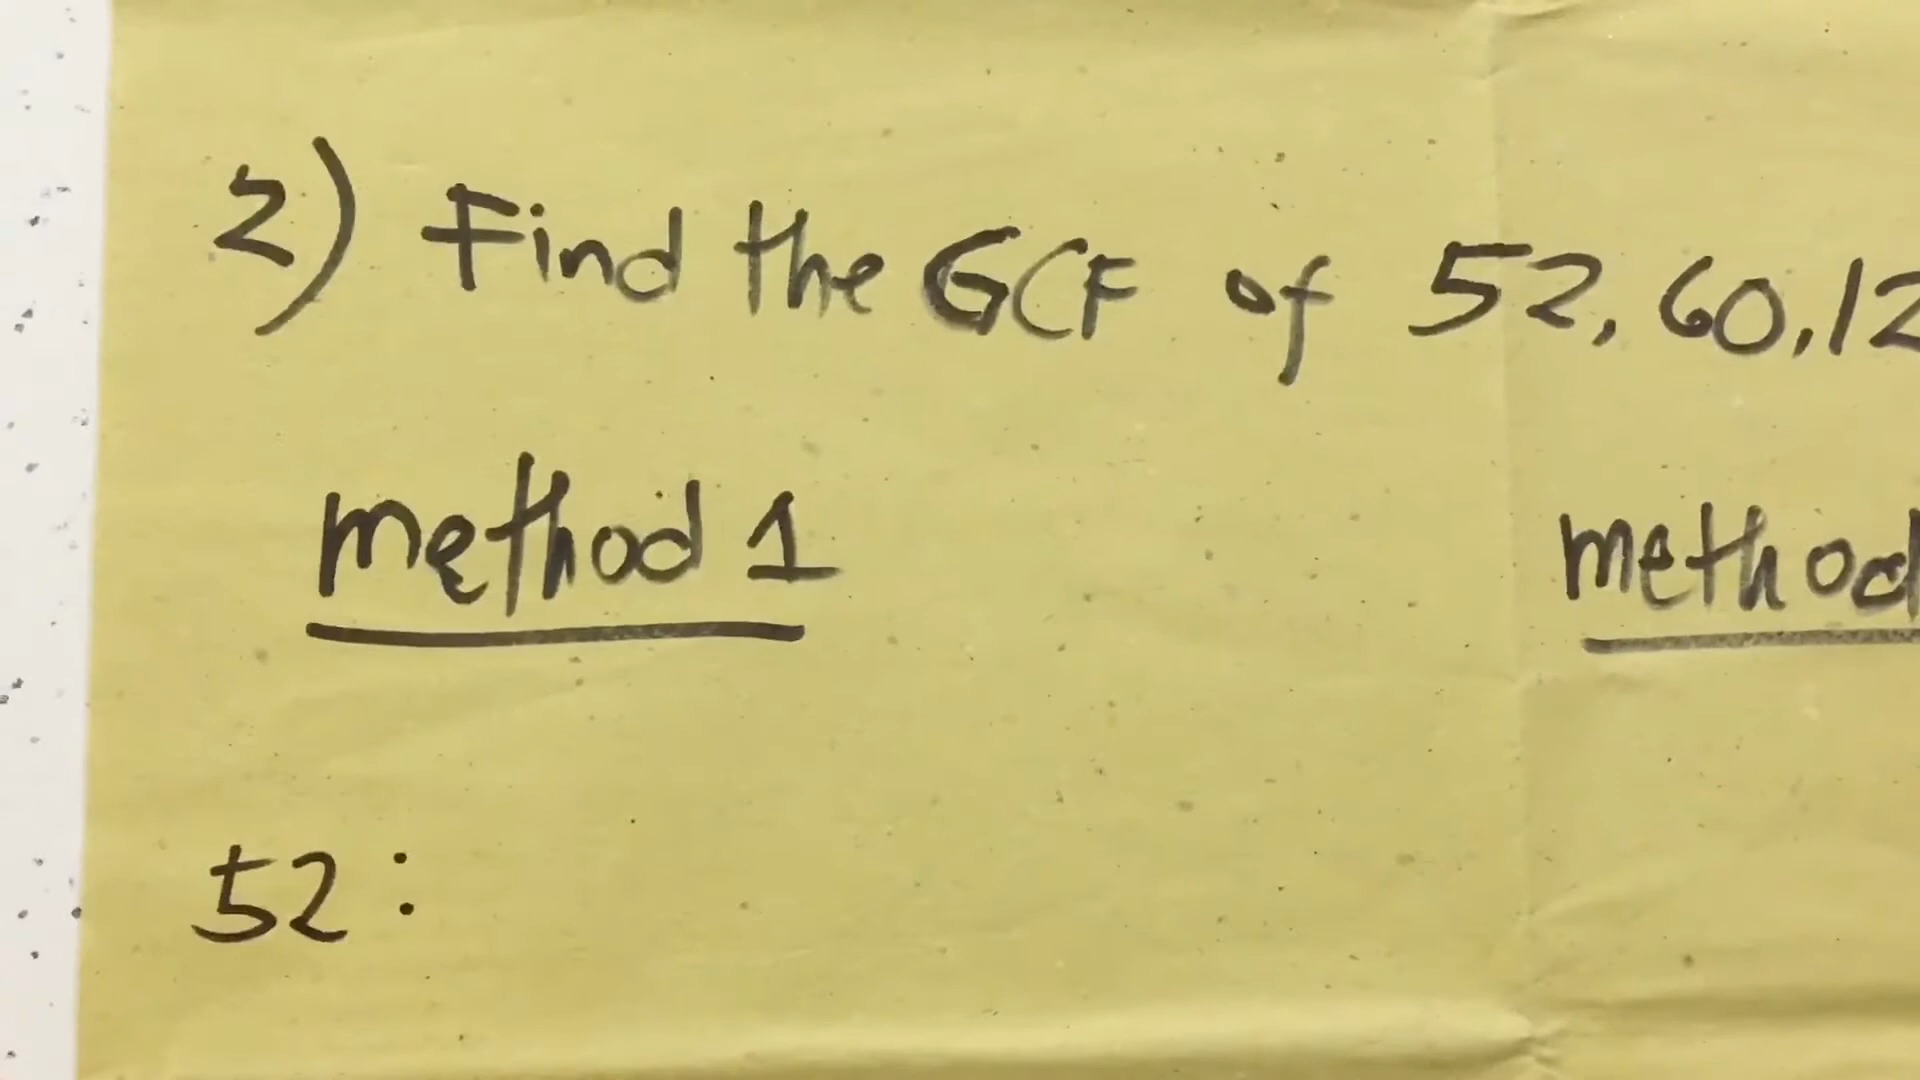 2) Find the GCF of 52, 60, 12
method 1
method
52: